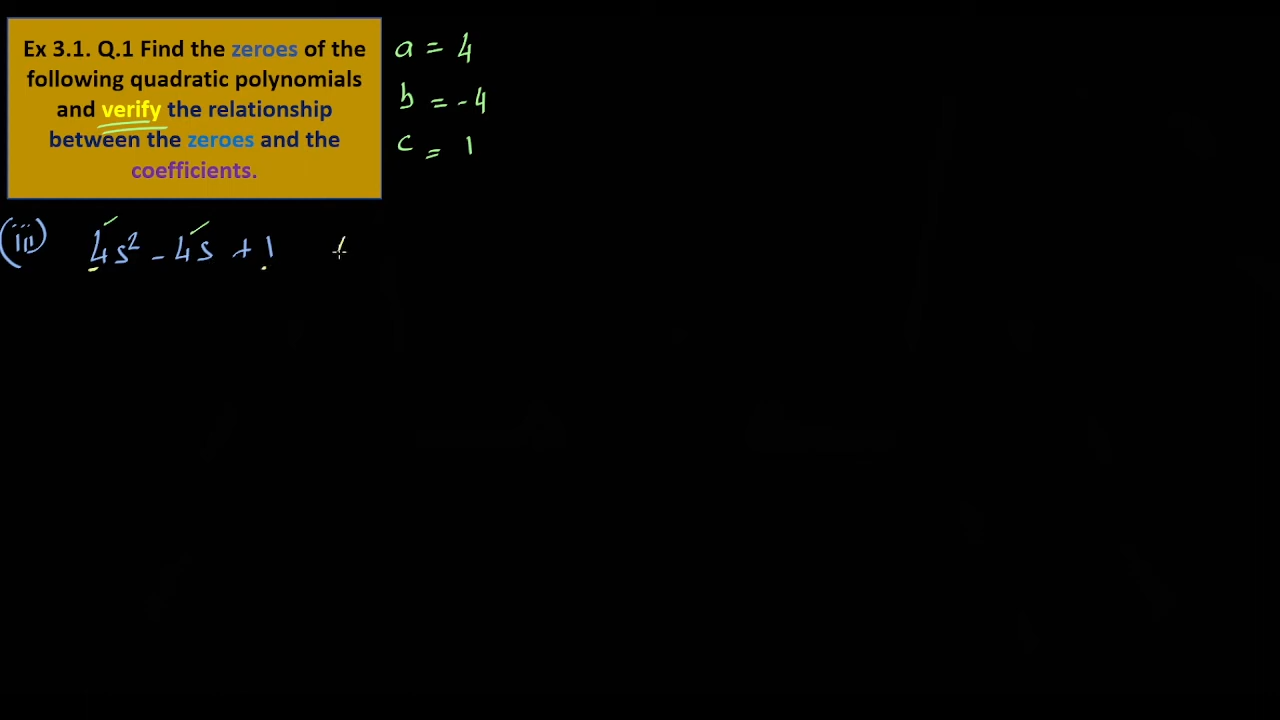 Ex 3.1. Q.1 Find the zeroes of the
following quadratic polynomials
and verify the relationship
between the zeroes and the
coefficients.
a = 4
b = -4
c = 1
(iii) 4s² - 4s + 1